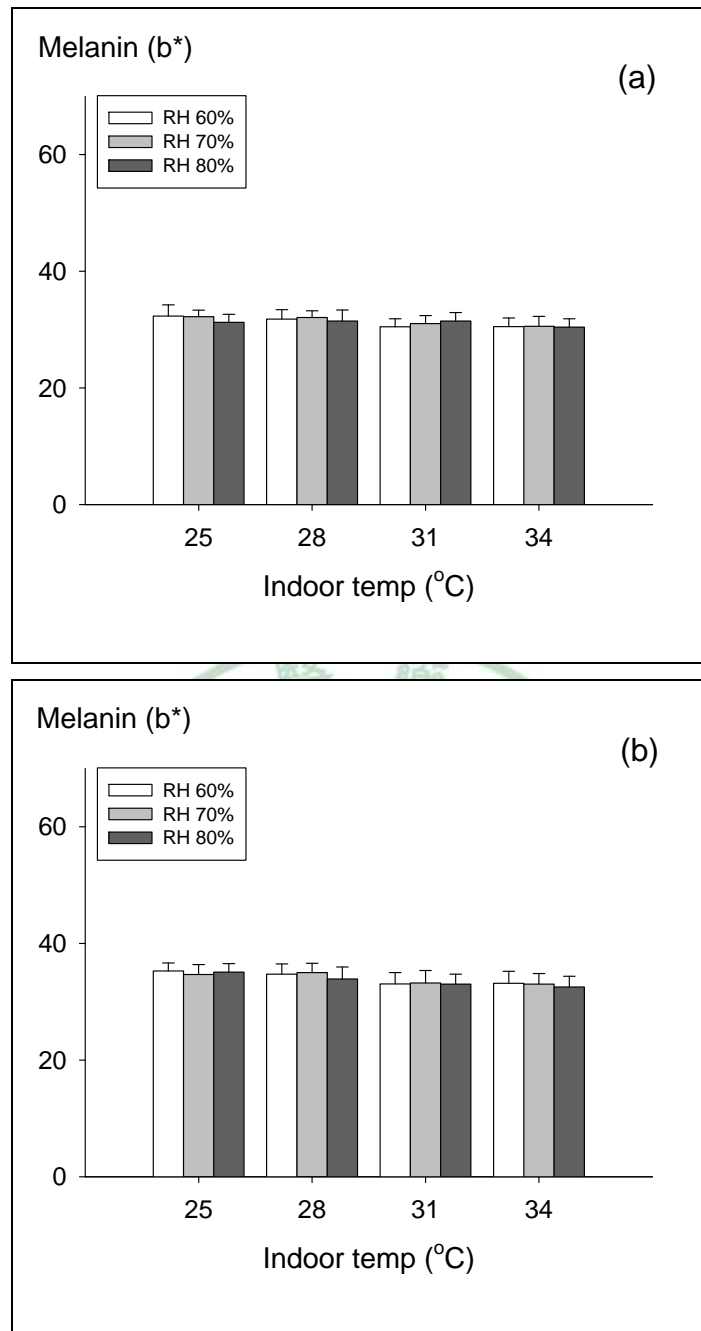 Melanin (b*)
(a)
RH 60%
RH 70%
RH 80%
60
40
20
0
25 28 31 34
Indoor temp (°C)
Melanin (b*)
(b)
RH 60%
RH 70%
RH 80%
60
40
20
0
25 28 31 34
Indoor temp (°C)